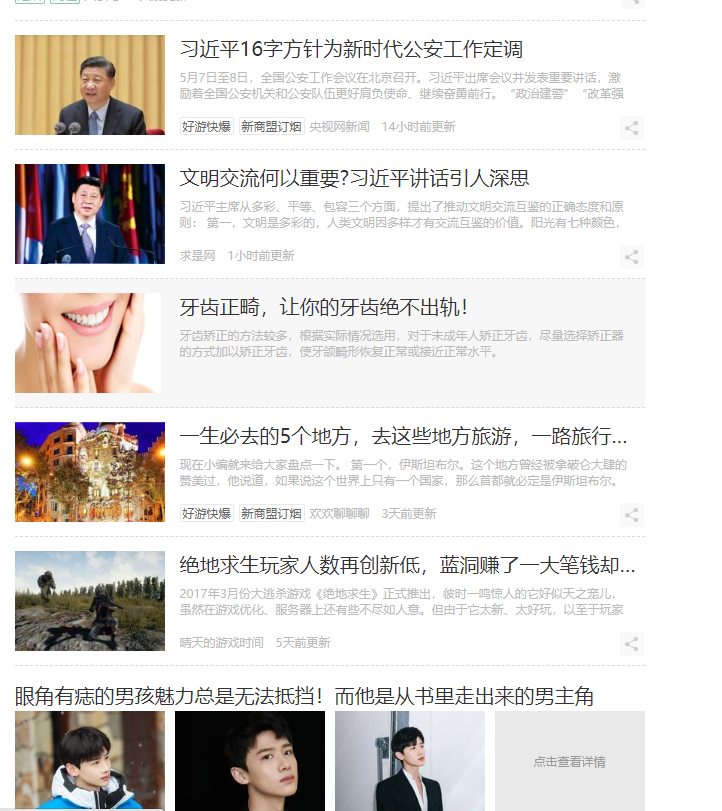 习近平16字方针为新时代公安工作定调
5月7日至8日，全国公安工作会议在北京召开。习近平出席会议并发表重要讲话，激
励着全国公安机关和公安队伍更好肩负使命、继续奋勇前行。“政治建警”“改革强
好游快爆 新商盟订烟 央视网新闻 14小时前更新
文明交流何以重要?习近平讲话引人深思
习近平主席从多彩、平等、包容三个方面，提出了推动文明交流互鉴的正确态度和原
则： 第一，文明是多彩的，人类文明因多样才有交流互鉴的价值。阳光有七种颜色，
求是网 1小时前更新
牙齿正畸，让你的牙齿绝不出轨！
牙齿矫正的方法较多，根据实际情况选用，对于未成年人矫正牙齿，尽量选择矫正器
的方式加以矫正牙齿，使牙颌畸形恢复正常或接近正常水平。
一生必去的5个地方，去这些地方旅游，一路旅行...
现在小编就来给大家盘点一下。 第一个，伊斯坦布尔。这个地方曾经被拿破仑大肆的
赞美过，他说道，如果说这个世界上只有一个国家，那么首都就必定是伊斯坦布尔。
好游快爆 新商盟订烟 欢欢聊聊聊 3天前更新
绝地求生玩家人数再创新低，蓝洞赚了一大笔钱却...
2017年3月份大逃杀游戏《绝地求生》正式推出，彼时一鸣惊人的它好似天之宠儿，
虽然在游戏优化、服务器上还有些不尽如人意。但由于它太新、太好玩，以至于玩家
晴天的游戏时间 5天前更新
眼角有痣的男孩魅力总是无法抵挡！而他是从书里走出来的男主角
点击查看详情